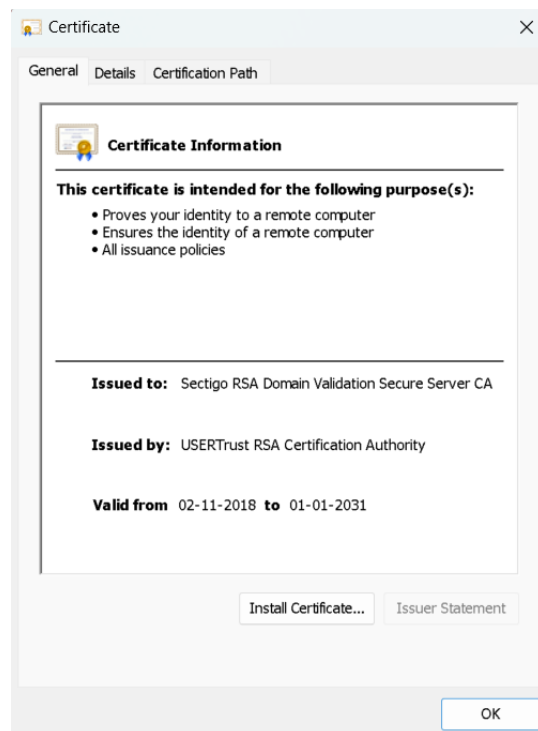 Certificate
General Details Certification Path
Certificate Information
This certificate is intended for the following purpose(s):
• Proves your identity to a remote computer
• Ensures the identity of a remote computer
• All issuance policies
Issued to: Sectigo RSA Domain Validation Secure Server CA
Issued by: USERTrust RSA Certification Authority
Valid from 02-11-2018 to 01-01-2031
Install Certificate... Issuer Statement
OK